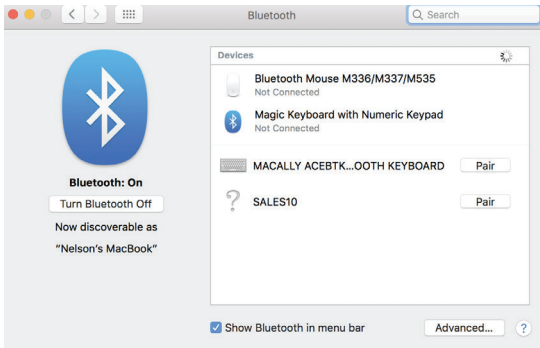 Bluetooth
Search
Bluetooth: On
Turn Bluetooth Off
Now discoverable as
“Nelson’s MacBook”
Devices
Bluetooth Mouse M336/M337/M535
Not Connected
Magic Keyboard with Numeric Keypad
Not Connected
MACALLY ACEBTK...OOTH KEYBOARD Pair
SALES10 Pair
Show Bluetooth in menu bar
Advanced... ?